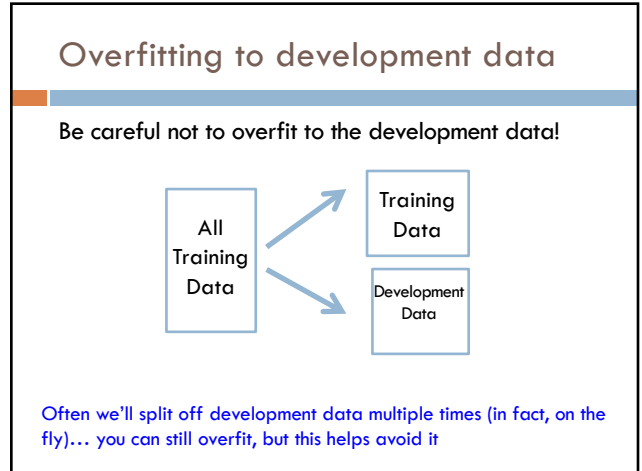 Overfitting to development data
Be careful not to overfit to the development data!
All
Training
Data
Training
Data
Development
Data
Often we'll split off development data multiple times (in fact, on the
fly)… you can still overfit, but this helps avoid it